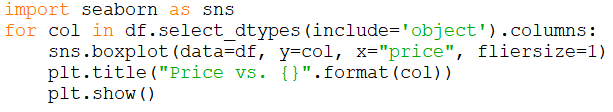 import seaborn as sns
for col in df.select_dtypes(include='object').columns:
    sns.boxplot(data=df, y=col, x="price", fliersize=1)
    plt.title("Price vs. {}".format(col))
    plt.show()